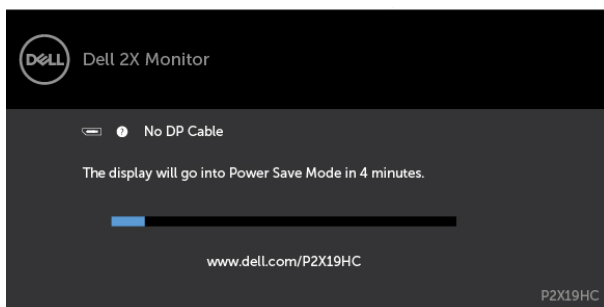 DELL
Dell 2X Monitor
? No DP Cable
The display will go into Power Save Mode in 4 minutes.
www.dell.com/P2X19HC
P2X19HC